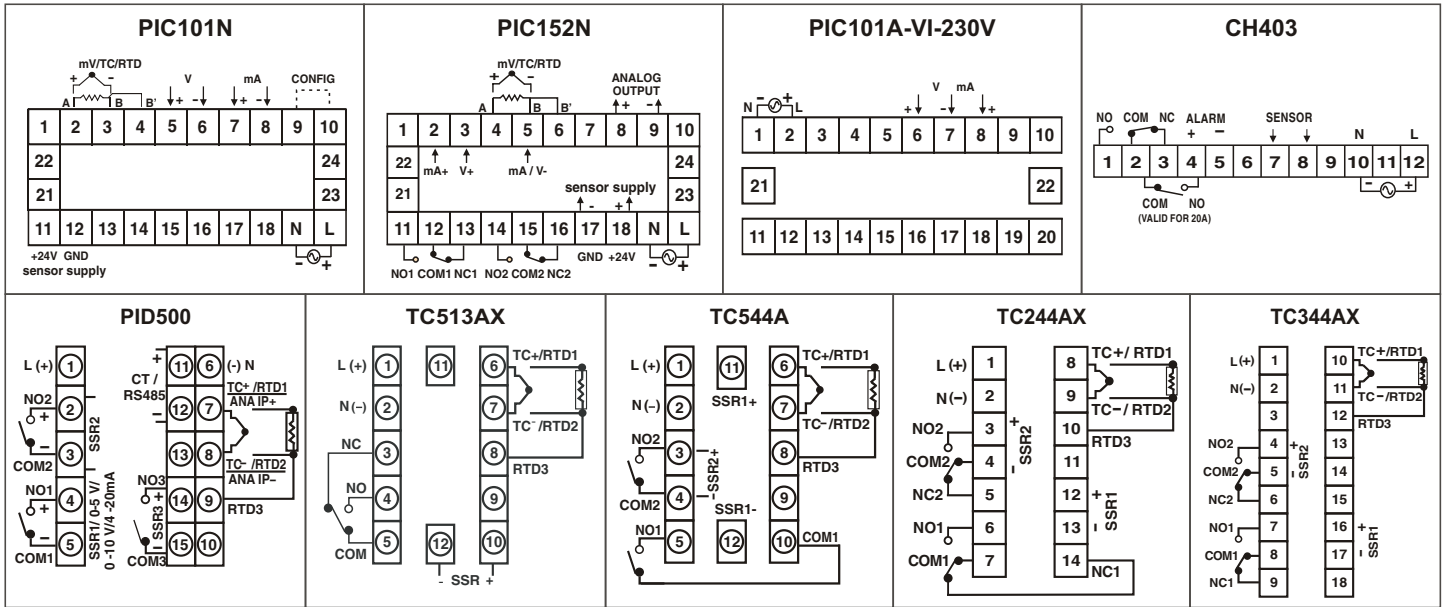 PIC101N
mV/TC/RTD
+ -
V mA CONFIG
A B B' + - + -
1 2 3 4 5 6 7 8 9 10
22 24
21 23
11 12 13 14 15 16 17 18 N L
+24V GND - +
sensor supply
PIC152N
mV/TC/RTD
+ -
ANALOG
OUTPUT
A B B' + -
1 2 3 4 5 6 7 8 9 10
22 24
mA+ V+ mA / V-
21 23
sensor supply
- +
11 12 13 14 15 16 17 18 N L
GND +24V - +
NO1 COM1 NC1 NO2 COM2 NC2
PIC101A-VI-230V
V mA
N - + L + - +
1 2 3 4 5 6 7 8 9 10
21 22
11 12 13 14 15 16 17 18 19 20
CH403
NO COM NC ALARM SENSOR
+ - N L
1 2 3 4 5 6 7 8 9 10 11 12
- +
COM NO
(VALID FOR 20A)
PID500
L (+) 1
NO2 2
+
-
COM2 3
SSR2
NO1 4
+
-
COM1 5
SSR1/ 0-5 V/
0 -10 V/4 -20mA
+ 11 6 (-) N
CT /
RS485
- 12 7 TC+ /RTD1
ANA IP+
13 8 TC- /RTD2
ANA IP-
NO3 14 9 RTD3
+
SSR3
-
COM3 15 10
TC513AX
L (+) 1 11 6 TC+/RTD1
N(-) 2 7 TC-/RTD2
NC 3 8 RTD3
NO 4 9
COM 5 12 10
- SSR +
TC544A
L (+) 1 11 6 TC+/RTD1
SSR1+
N(-) 2 7 TC-/RTD2
NO2 3 8 RTD3
-SSR2+
COM2 4 9
SSR1-
NO1 5 12 10 COM1
TC244AX
L (+) 1 8 TC+/ RTD1
N(-) 2 9 TC-/RTD2
NO2 3 10 RTD3
+
SSR2
-
COM2 4 11
NC2 5 12 +
SSR1
NO1 6 13 -
COM1 7 14 NC1
TC344AX
L(+) 1 10 TC+/RTD1
N(-) 2 11 TC-/RTD2
3 12 RTD3
NO2 4 13
+
SSR2
-
COM2 5 14
NC2 6 15
NO1 7 16 +
SSR1
COM1 8 17 -
NC1 9 18